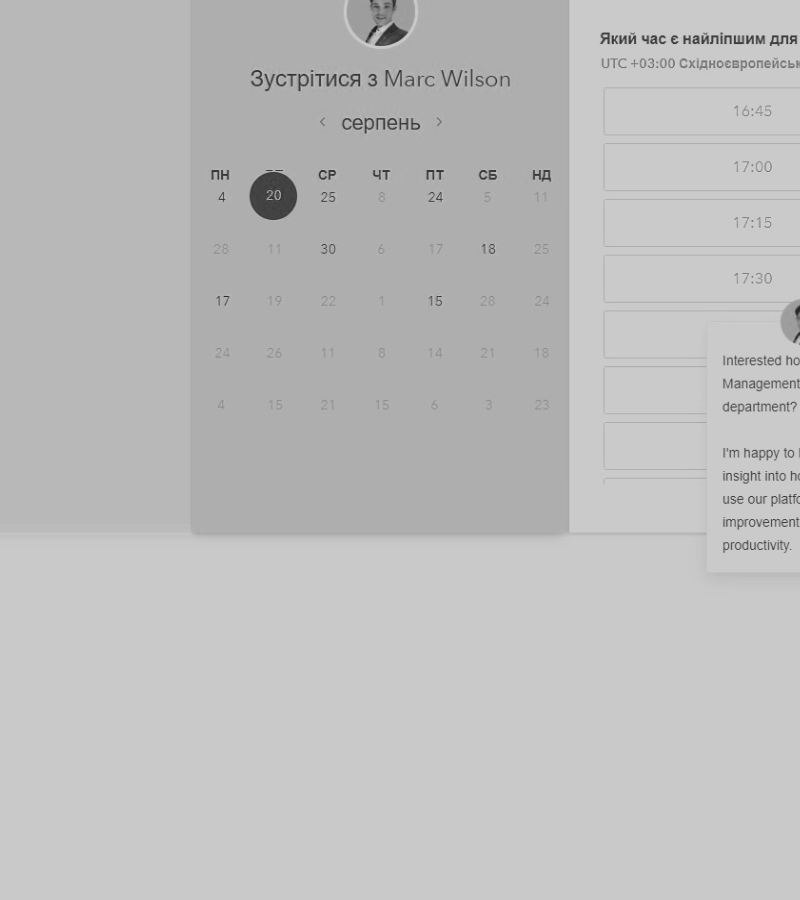 Зустрітися з Marc Wilson
‹ серпень ›
ПН СР ЧТ ПТ СБ НД
4 20 25 8 24 5 11
28 11 30 6 17 18 25
17 19 22 1 15 28 24
24 26 11 8 14 21 18
4 15 21 15 6 3 23
Який час є найліпшим для
UTC +03:00 Східноєвропейськ
16:45
17:00
17:15
17:30
Interested ho
Management
department?
I'm happy to
insight into ho
use our platfo
improvement
productivity.